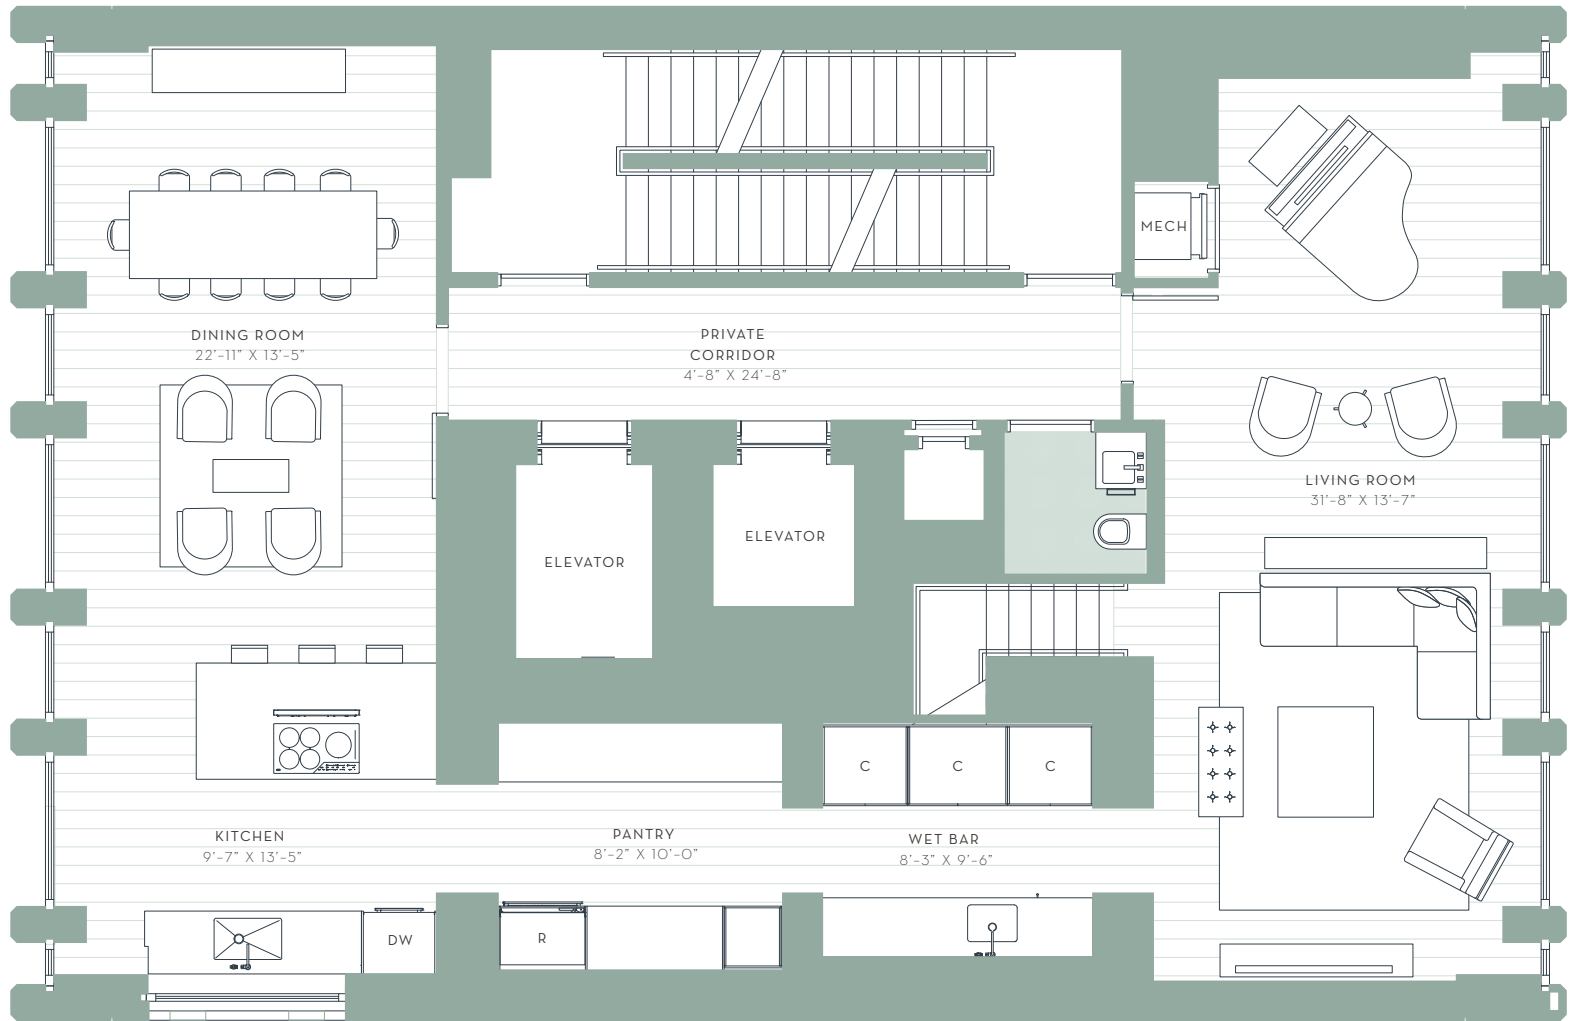 MECH
DINING ROOM
22'-11" X 13'-5"
PRIVATE
CORRIDOR
4'-8" X 24'-8"
LIVING ROOM
31'-8" X 13'-7"
ELEVATOR
ELEVATOR
C
C
C
KITCHEN
9'-7" X 13'-5"
PANTRY
8'-2" X 10'-0"
WET BAR
8'-3" X 9'-6"
DW
R